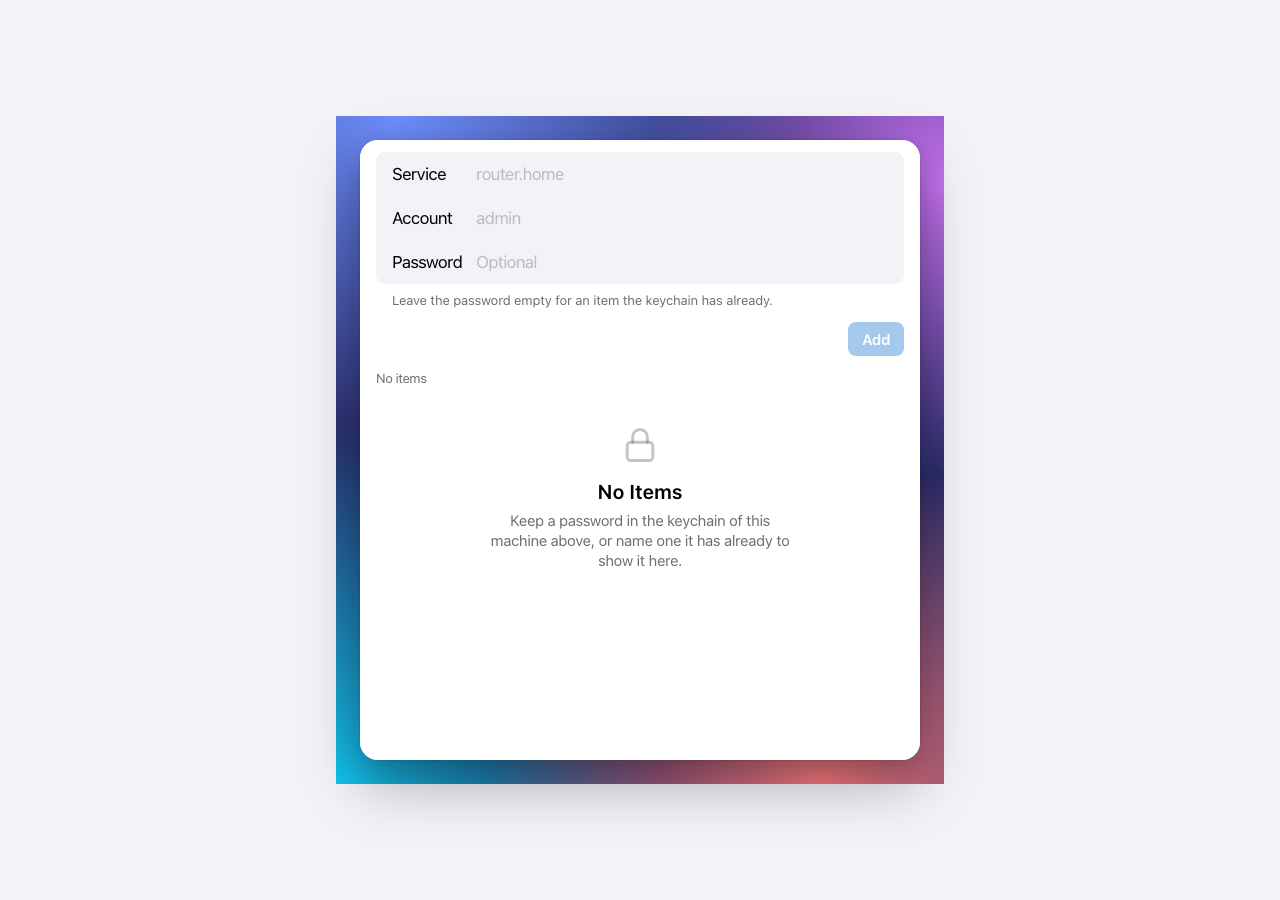 Service router.home
Account admin
Password Optional
Leave the password empty for an item the keychain has already.
Add
No items
No Items
Keep a password in the keychain of this
machine above, or name one it has already to
show it here.